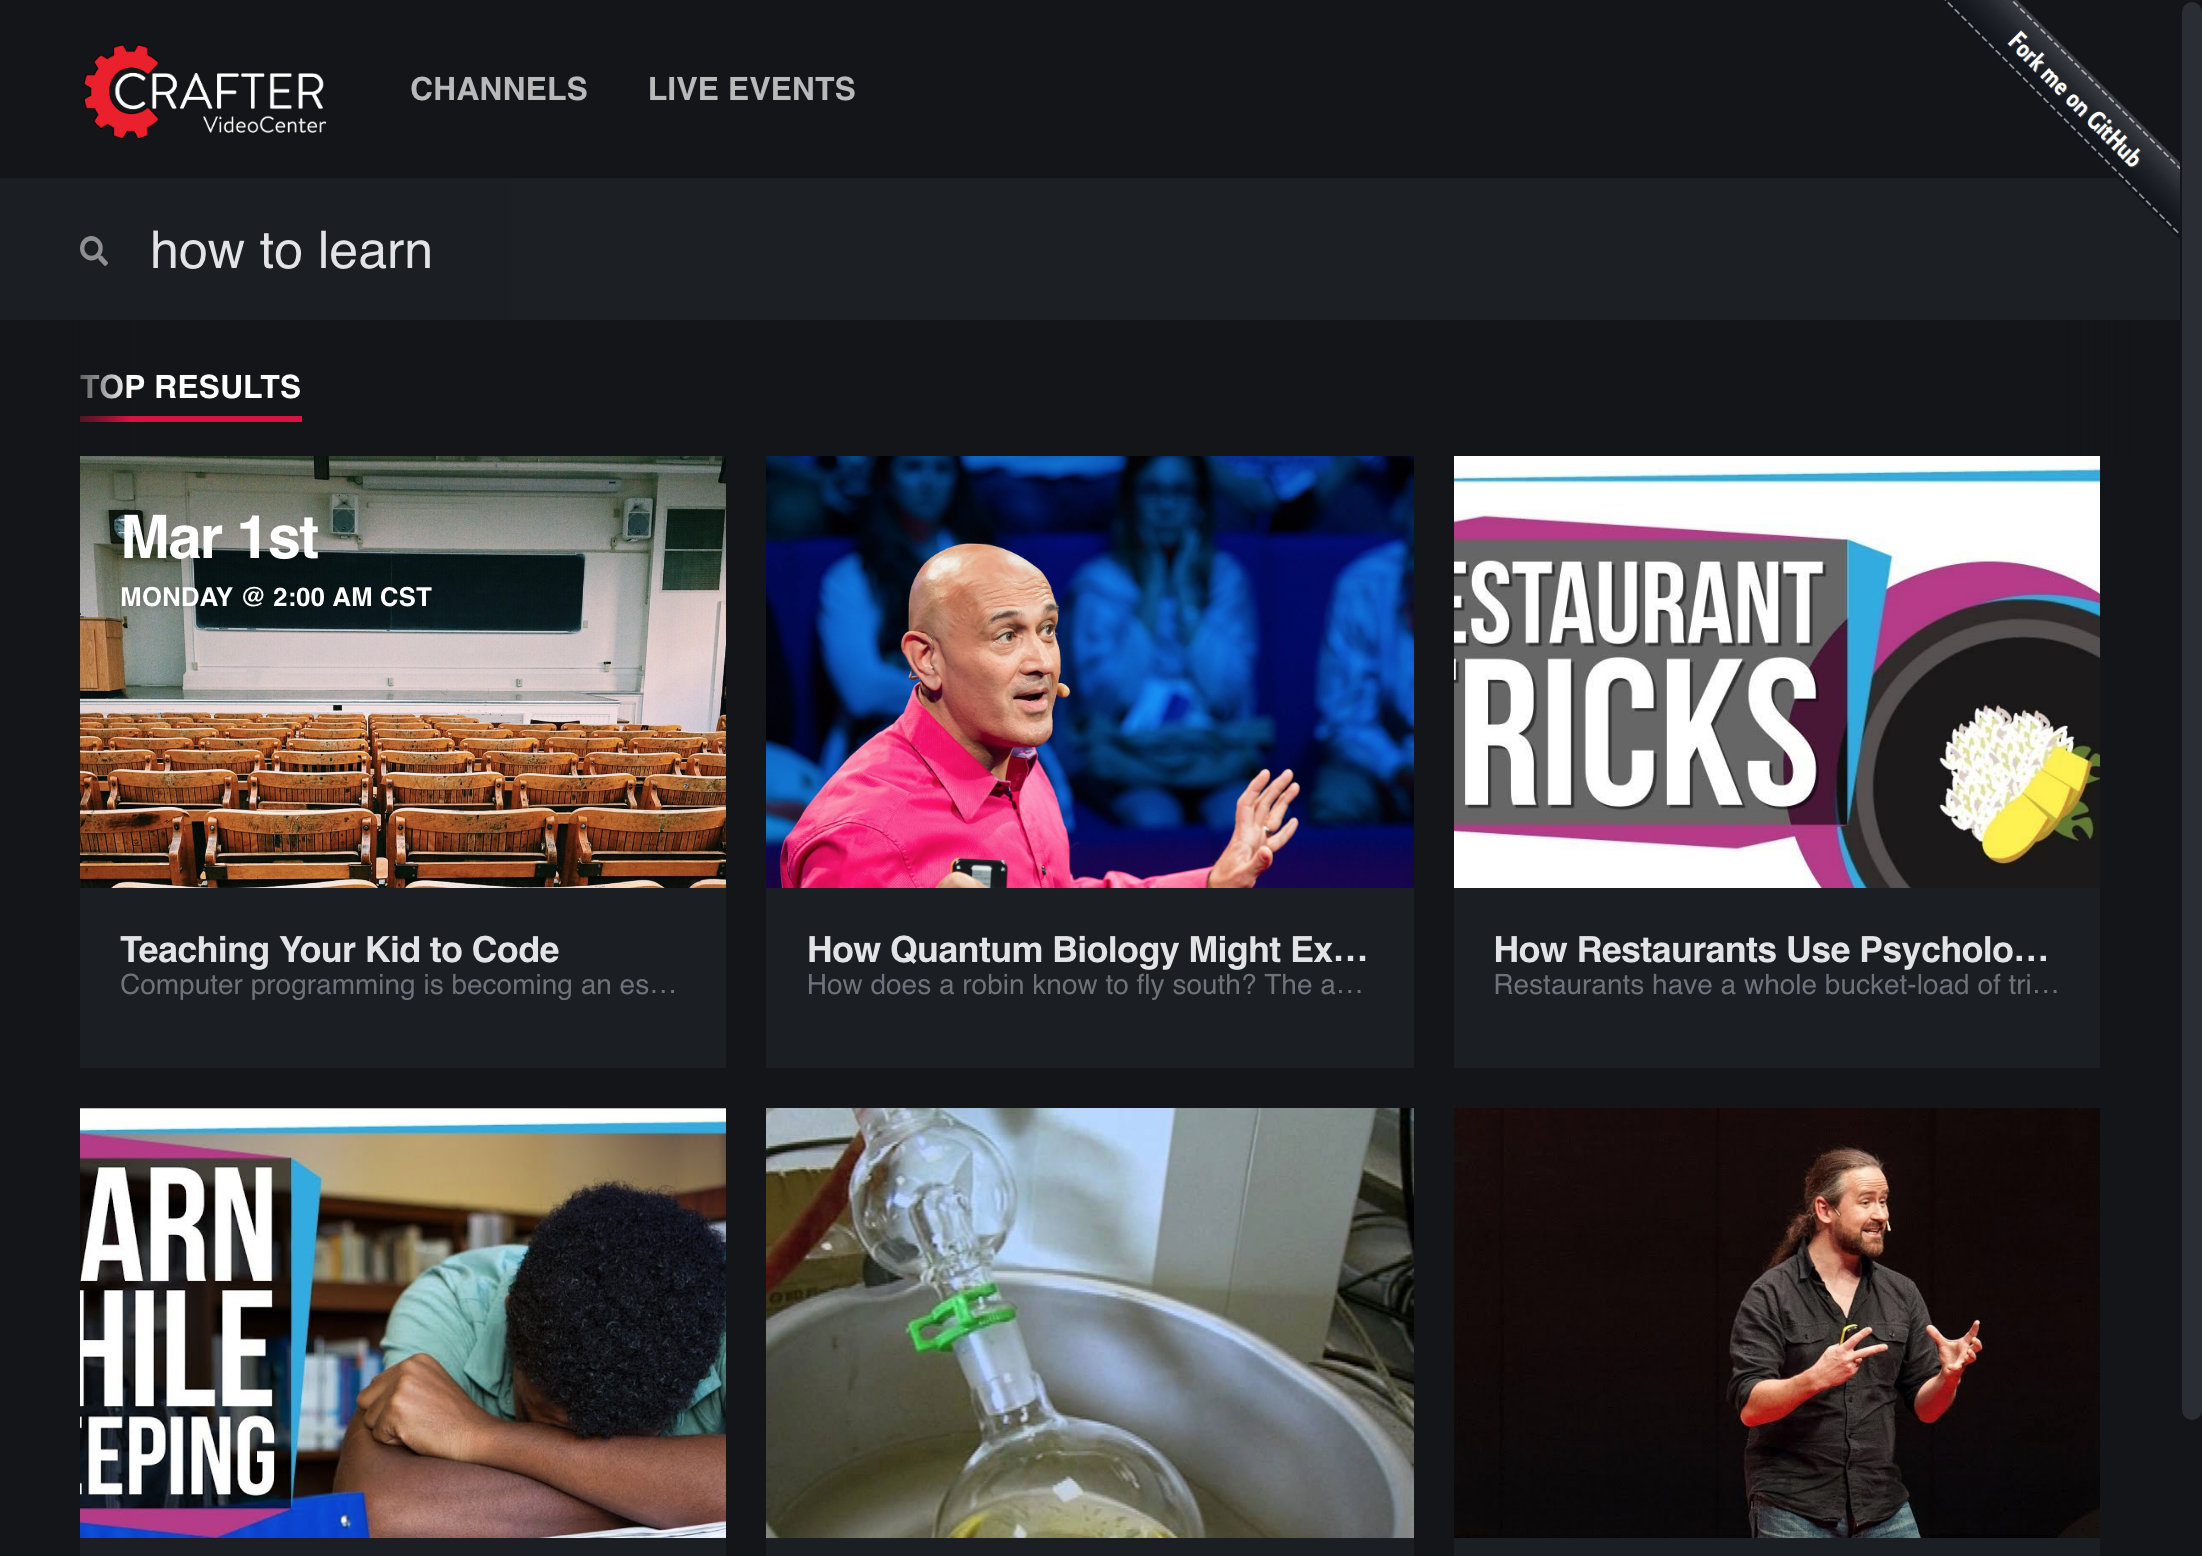 CRAFTER
VideoCenter
CHANNELS
LIVE EVENTS
Fork me on GitHub
how to learn
TOP RESULTS
Mar 1st
MONDAY @ 2:00 AM CST
ESTAURANT
RICKS
Teaching Your Kid to Code
Computer programming is becoming an es...
How Quantum Biology Might Ex...
How does a robin know to fly south? The a...
How Restaurants Use Psycholo...
Restaurants have a whole bucket-load of tri...
ARN
HILE
EPING